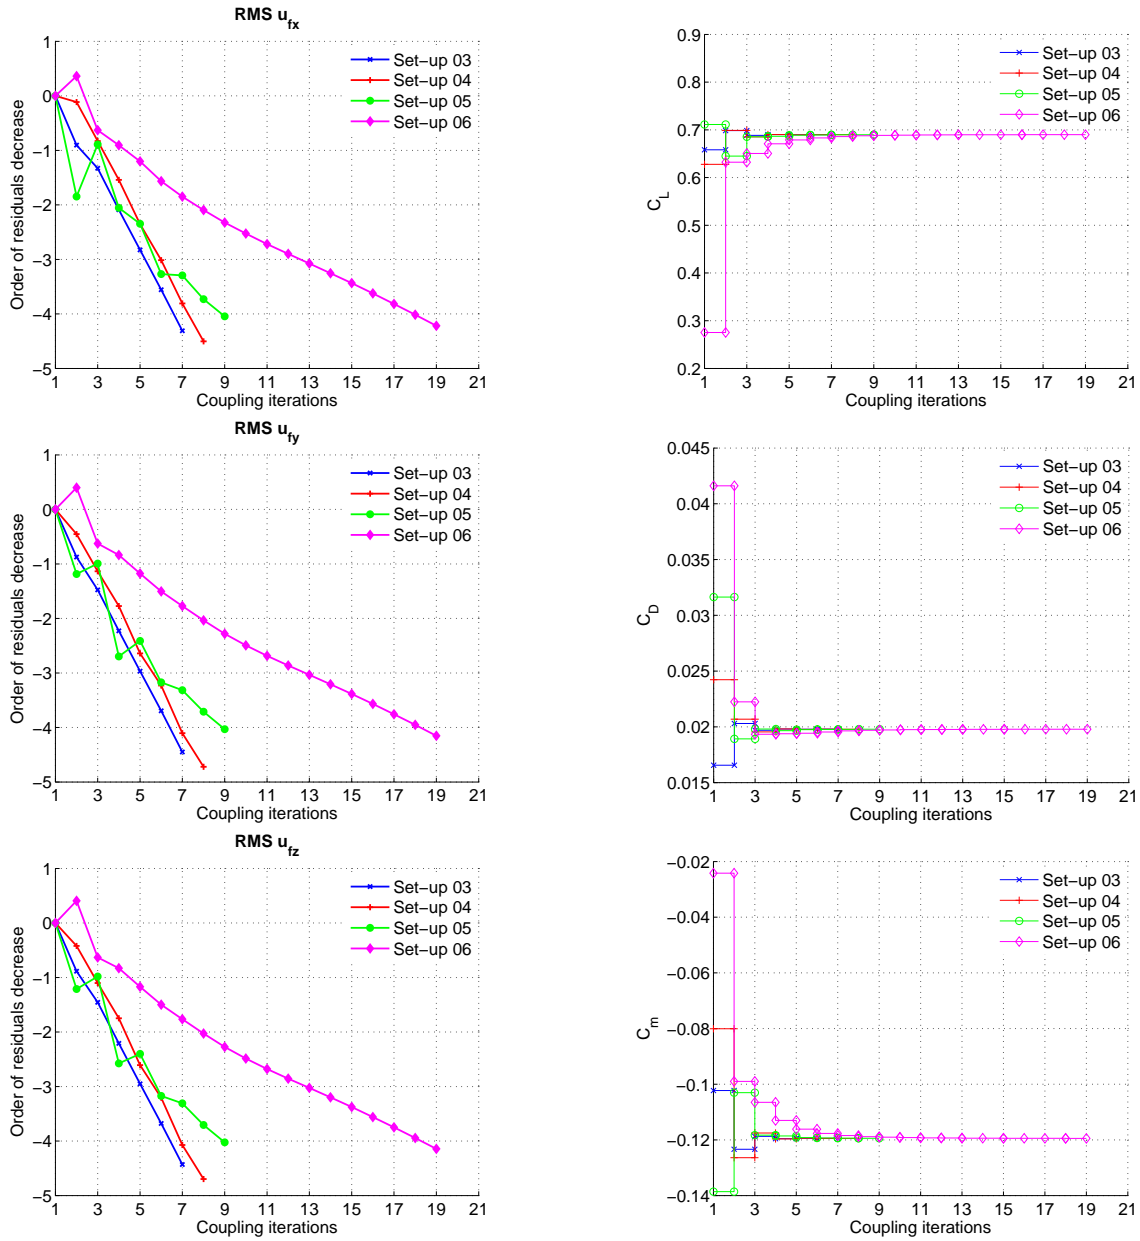 RMS u_fx
1
0
−1
−2
−3
−4
−5
Order of residuals decrease
1 3 5 7 9 11 13 15 17 19 21
Coupling iterations
Set−up 03
Set−up 04
Set−up 05
Set−up 06
0.9
0.8
0.7
0.6
0.5
0.4
0.3
0.2
C_L
1 3 5 7 9 11 13 15 17 19 21
Coupling iterations
Set−up 03
Set−up 04
Set−up 05
Set−up 06
RMS u_fy
1
0
−1
−2
−3
−4
−5
Order of residuals decrease
1 3 5 7 9 11 13 15 17 19 21
Coupling iterations
Set−up 03
Set−up 04
Set−up 05
Set−up 06
0.045
0.04
0.035
0.03
0.025
0.02
0.015
C_D
1 3 5 7 9 11 13 15 17 19 21
Coupling iterations
Set−up 03
Set−up 04
Set−up 05
Set−up 06
RMS u_fz
1
0
−1
−2
−3
−4
−5
Order of residuals decrease
1 3 5 7 9 11 13 15 17 19 21
Coupling iterations
Set−up 03
Set−up 04
Set−up 05
Set−up 06
−0.02
−0.04
−0.06
−0.08
−0.1
−0.12
−0.14
C_m
1 3 5 7 9 11 13 15 17 19 21
Coupling iterations
Set−up 03
Set−up 04
Set−up 05
Set−up 06